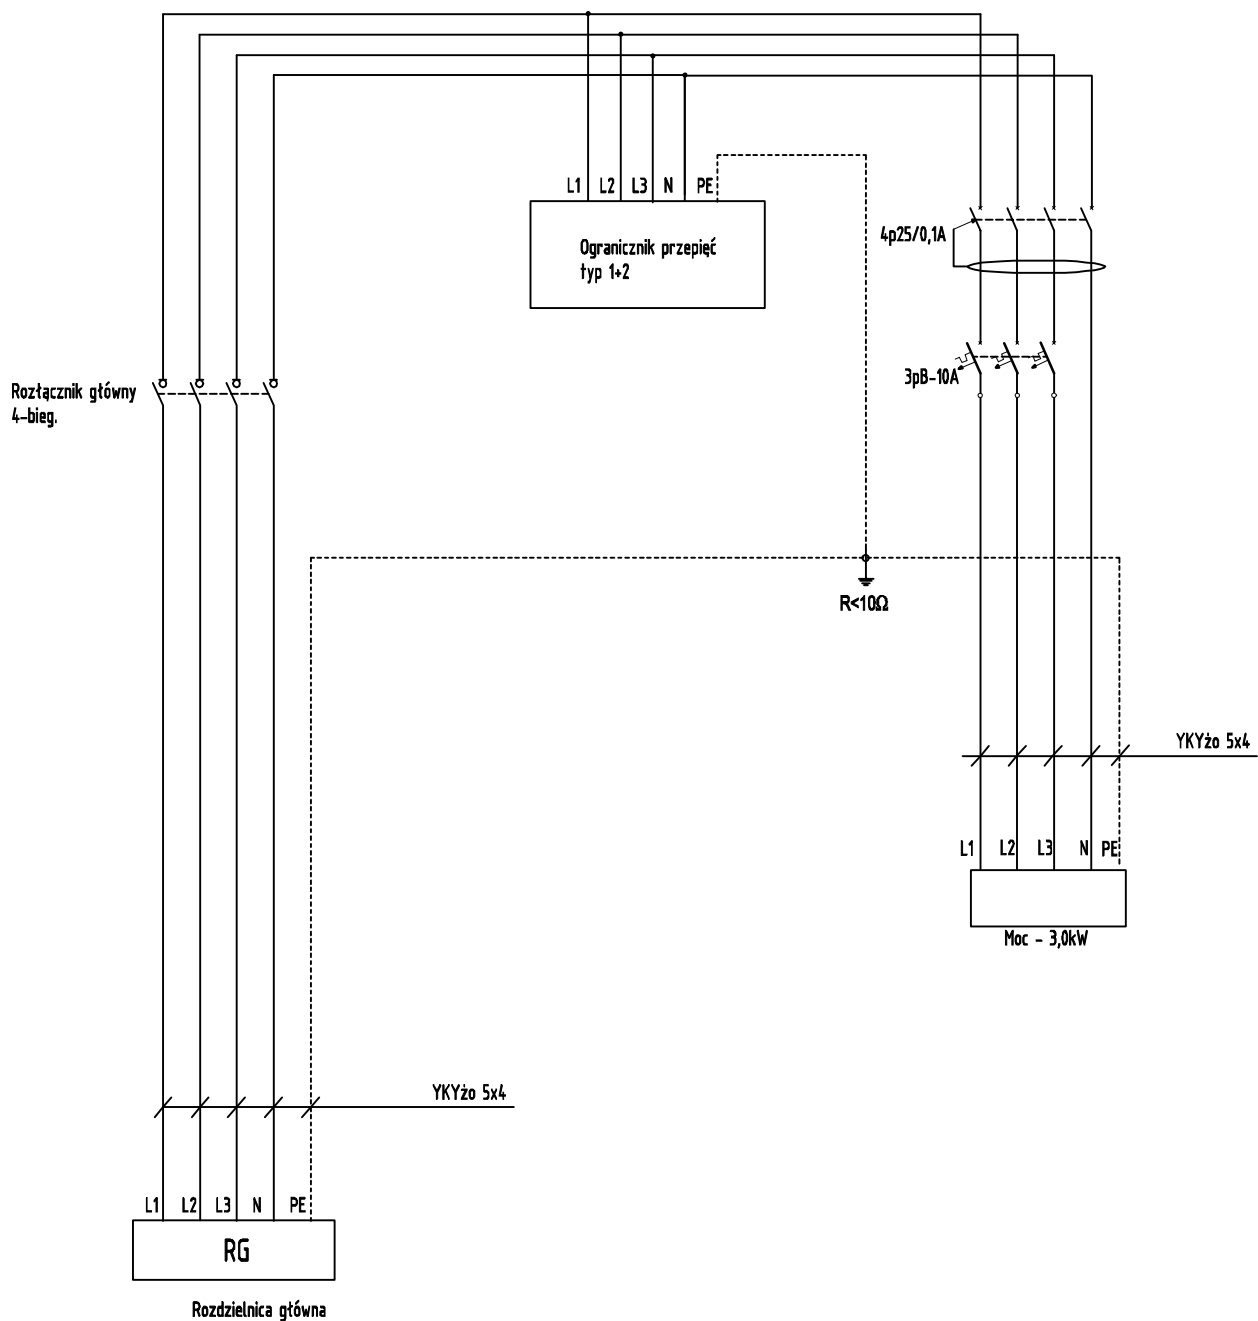 L1 L2 L3 N PE
Ogranicznik przepięć
typ 1+2
4p25/0,1A
3pB-10A
Rozłącznik główny
4-bieg.
R<10Ω
YKYżo 5x4
L1 L2 L3 N PE
Moc - 3,0kW
YKYżo 5x4
L1 L2 L3 N PE
RG
Rozdzielnica główna